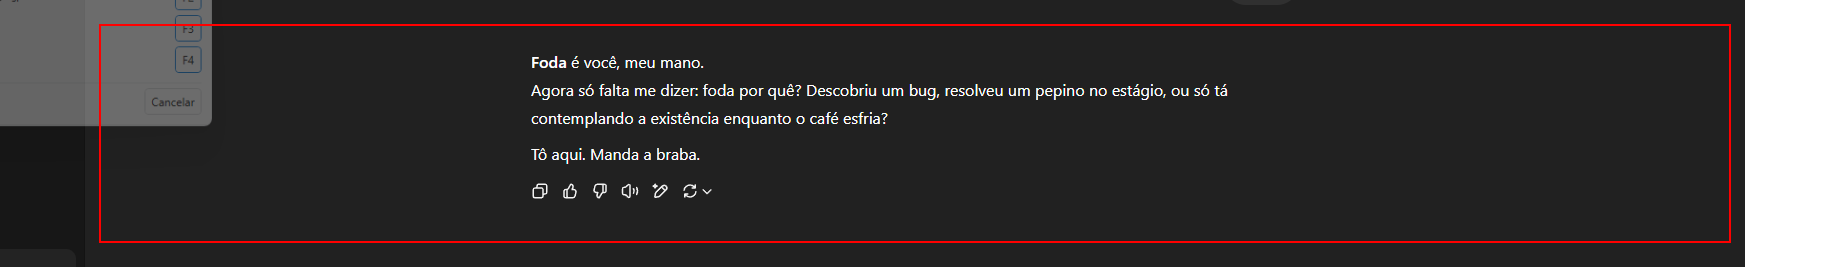 F3
F4
Cancelar
Foda é você, meu mano.
Agora só falta me dizer: foda por quê? Descobriu um bug, resolveu um pepino no estágio, ou só tá
contemplando a existência enquanto o café esfria?
Tô aqui. Manda a braba.